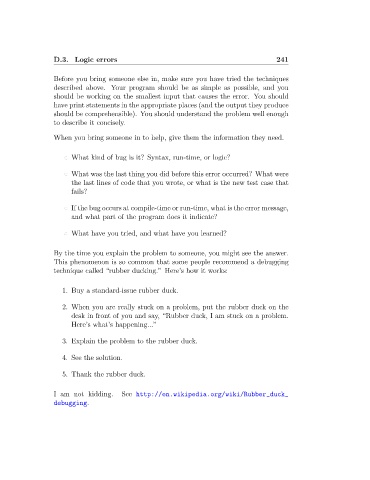 D.3. Logic errors 241
Before you bring someone else in, make sure you have tried the techniques
described above. Your program should be as simple as possible, and you
should be working on the smallest input that causes the error. You should
have print statements in the appropriate places (and the output they produce
should be comprehensible). You should understand the problem well enough
to describe it concisely.
When you bring someone in to help, give them the information they need.
What kind of bug is it? Syntax, run-time, or logic?
What was the last thing you did before this error occurred? What were
the last lines of code that you wrote, or what is the new test case that
fails?
If the bug occurs at compile-time or run-time, what is the error message,
and what part of the program does it indicate?
What have you tried, and what have you learned?
By the time you explain the problem to someone, you might see the answer.
This phenomenon is so common that some people recommend a debugging
technique called “rubber ducking.” Here’s how it works:
1. Buy a standard-issue rubber duck.
2. When you are really stuck on a problem, put the rubber duck on the
desk in front of you and say, “Rubber duck, I am stuck on a problem.
Here’s what’s happening...”
3. Explain the problem to the rubber duck.
4. See the solution.
5. Thank the rubber duck.
I am not kidding. See http://en.wikipedia.org/wiki/Rubber_duck_
debugging.